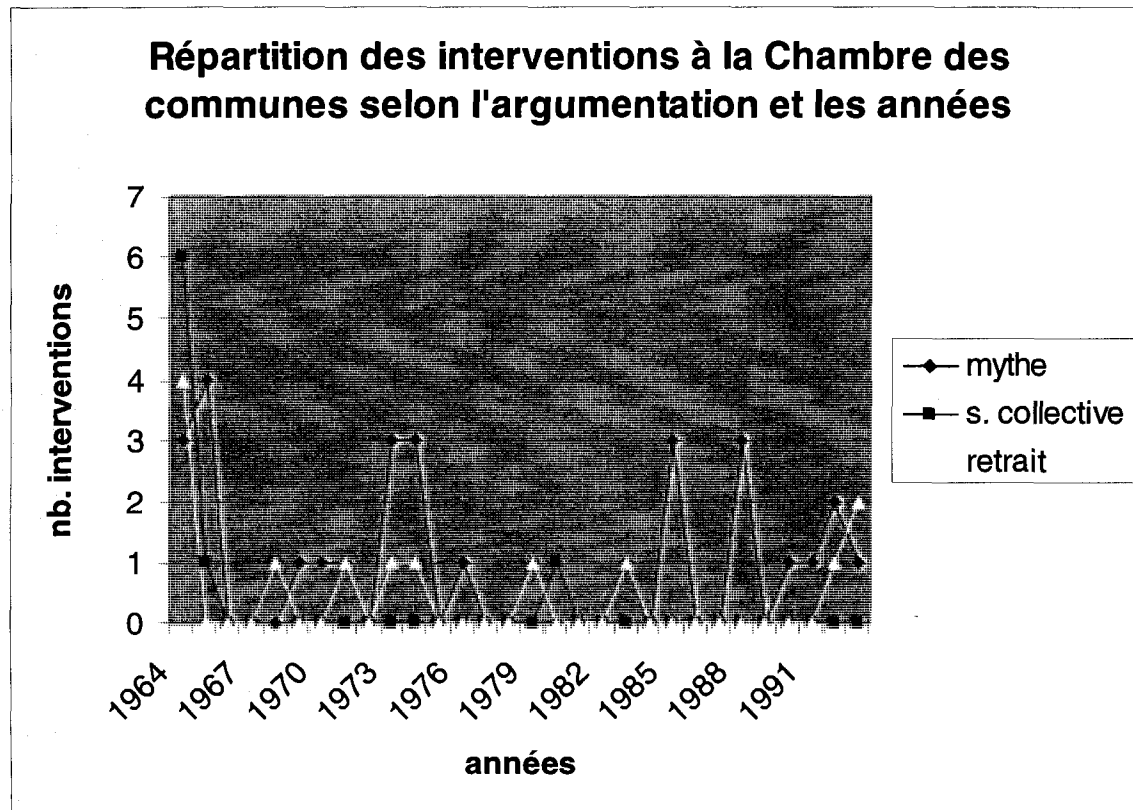 Répartition des interventions à la Chambre des
communes selon l'argumentation et les années
nb. interventions
7
6
5
4
3
2
1
0
1964
1967
1970
1973
1976
1979
1982
1985
1988
1991
années
mythe
s. collective
retrait